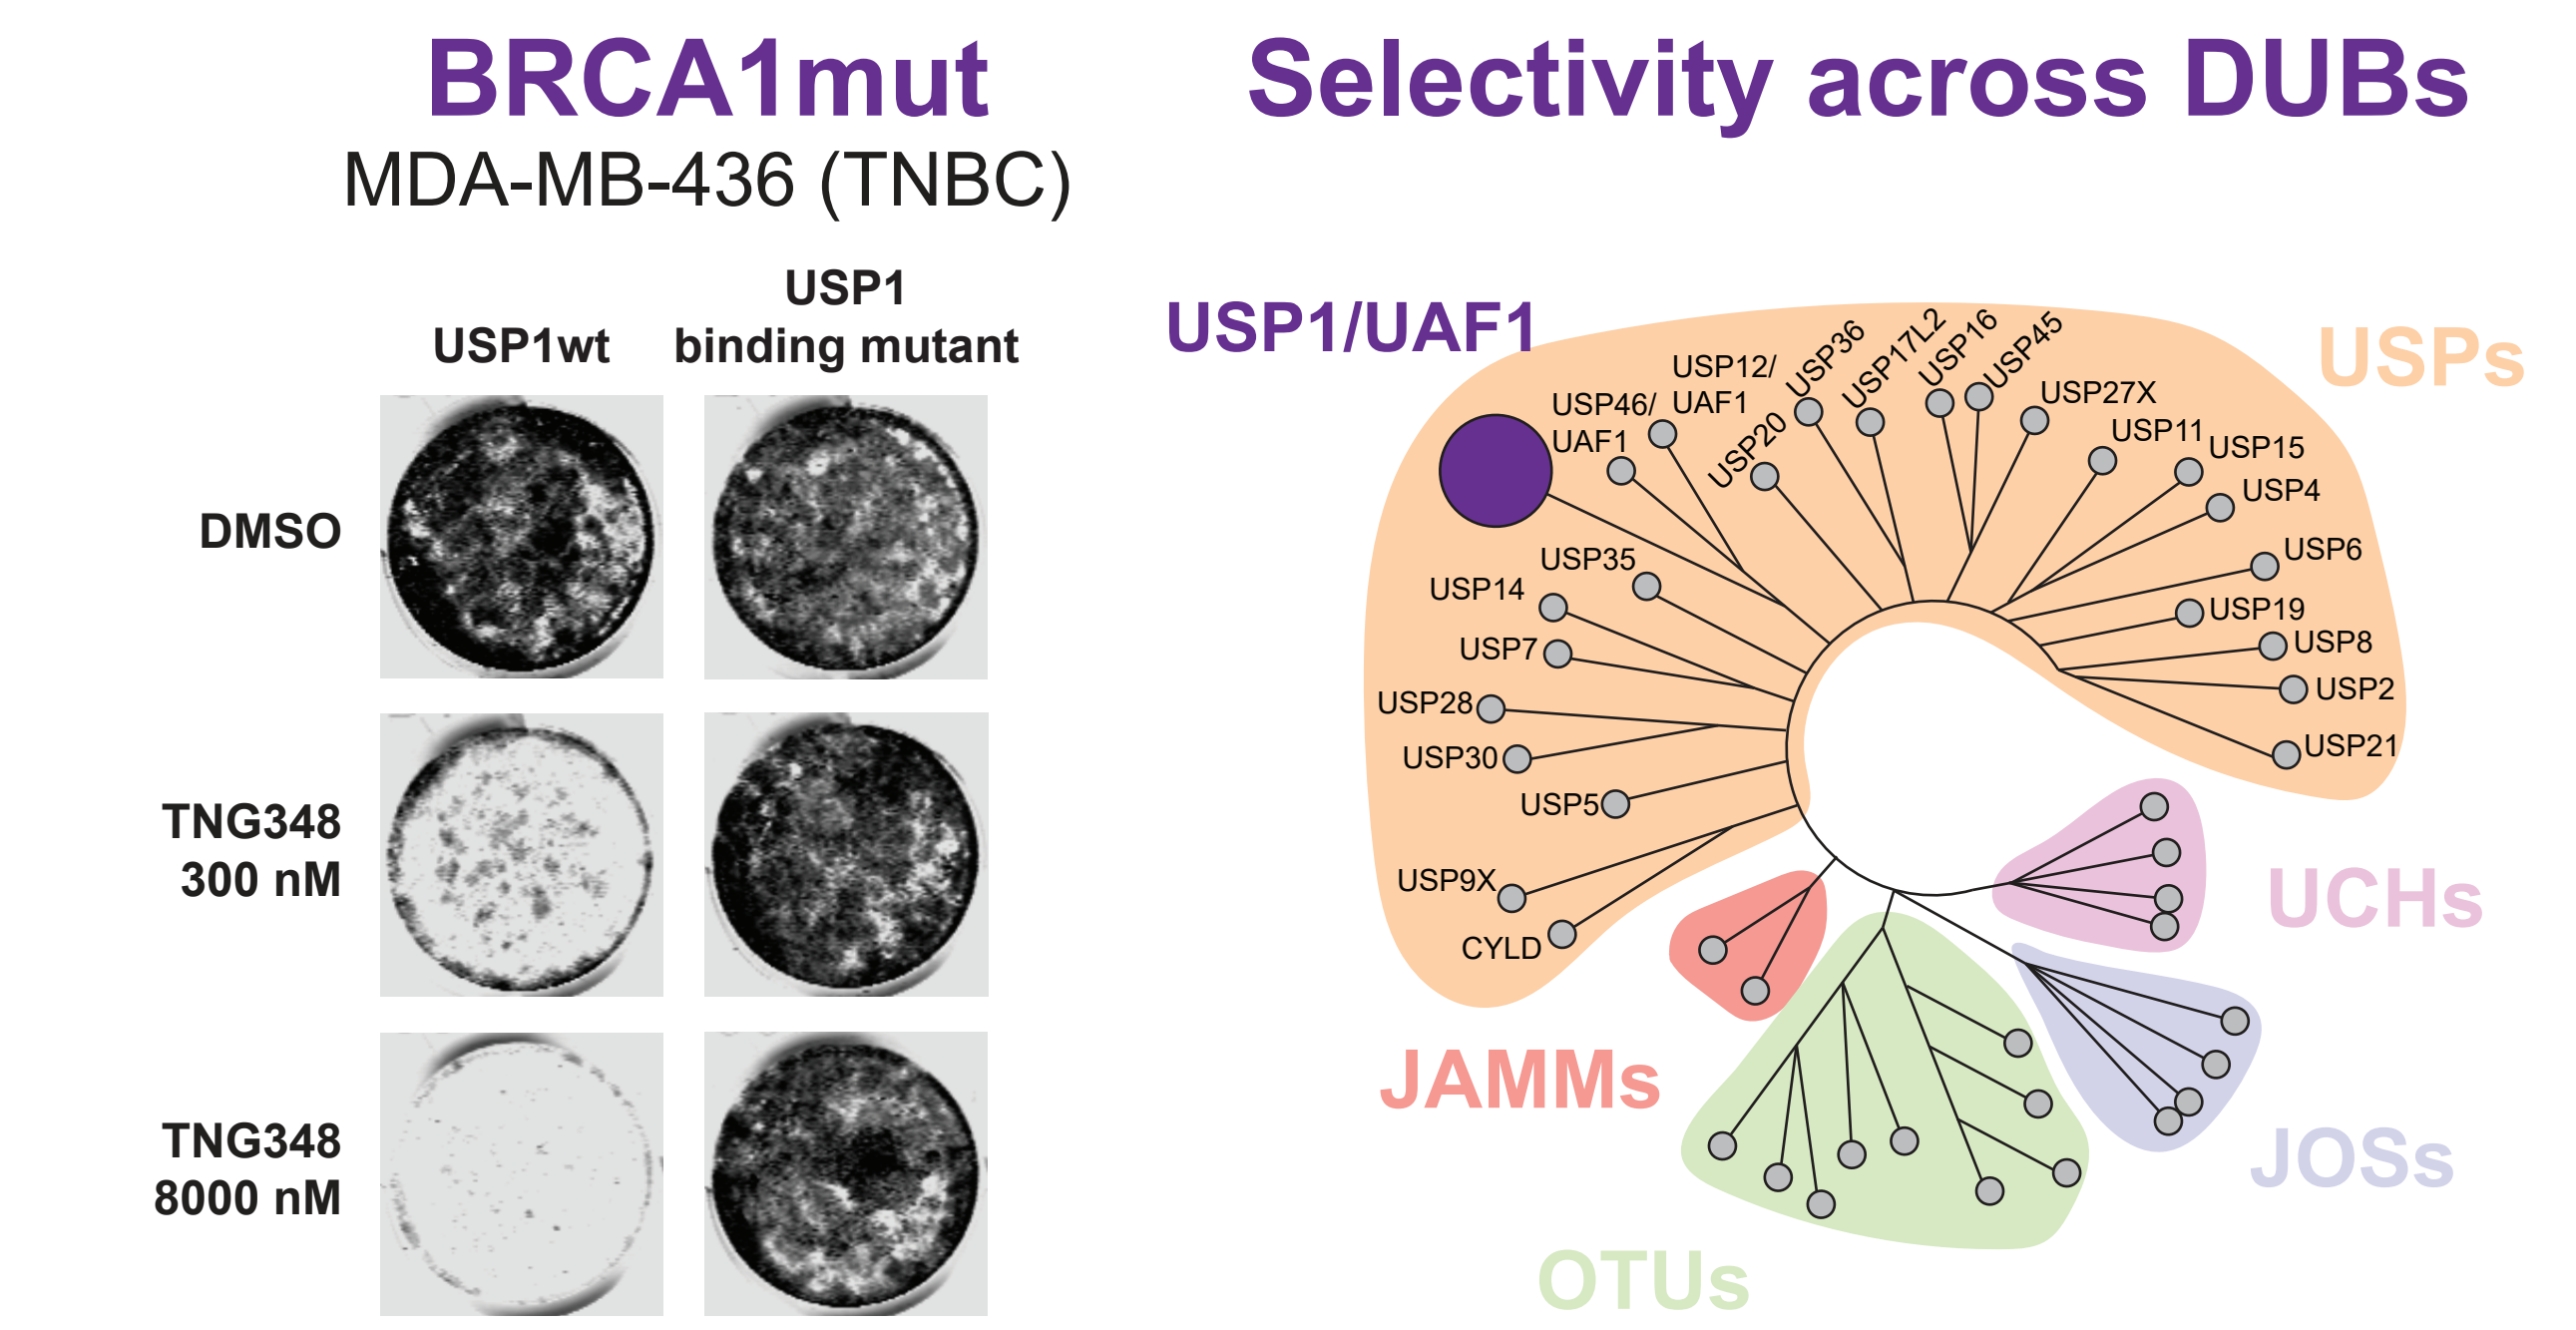 BRCA1mut
MDA-MB-436 (TNBC)
USP1wt
USP1
binding mutant
DMSO
TNG348
300 nM
TNG348
8000 nM
Selectivity across DUBs
USP1/UAF1
USPs
USP46/
UAF1
USP12/
UAF1
USP20
USP36
USP17L2
USP16
USP45
USP27X
USP11
USP15
USP4
USP6
USP19
USP8
USP2
USP21
USP35
USP14
USP7
USP28
USP30
USP5
USP9X
CYLD
UCHs
JAMMs
JOSs
OTUs